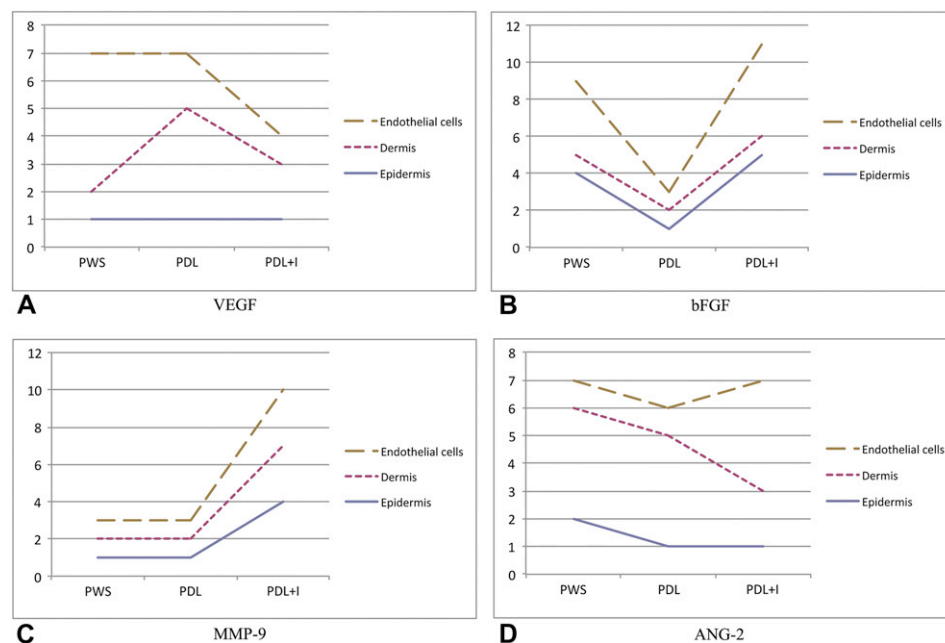 8
7
6
5
4
3
2
1
0
PWS PDL PDL+I
Endothelial cells
Dermis
Epidermis
A VEGF
12
10
8
6
4
2
0
PWS PDL PDL+I
Endothelial cells
Dermis
Epidermis
B bFGF
12
10
8
6
4
2
0
PWS PDL PDL+I
Endothelial cells
Dermis
Epidermis
C MMP-9
8
7
6
5
4
3
2
1
0
PWS PDL PDL+I
Endothelial cells
Dermis
Epidermis
D ANG-2